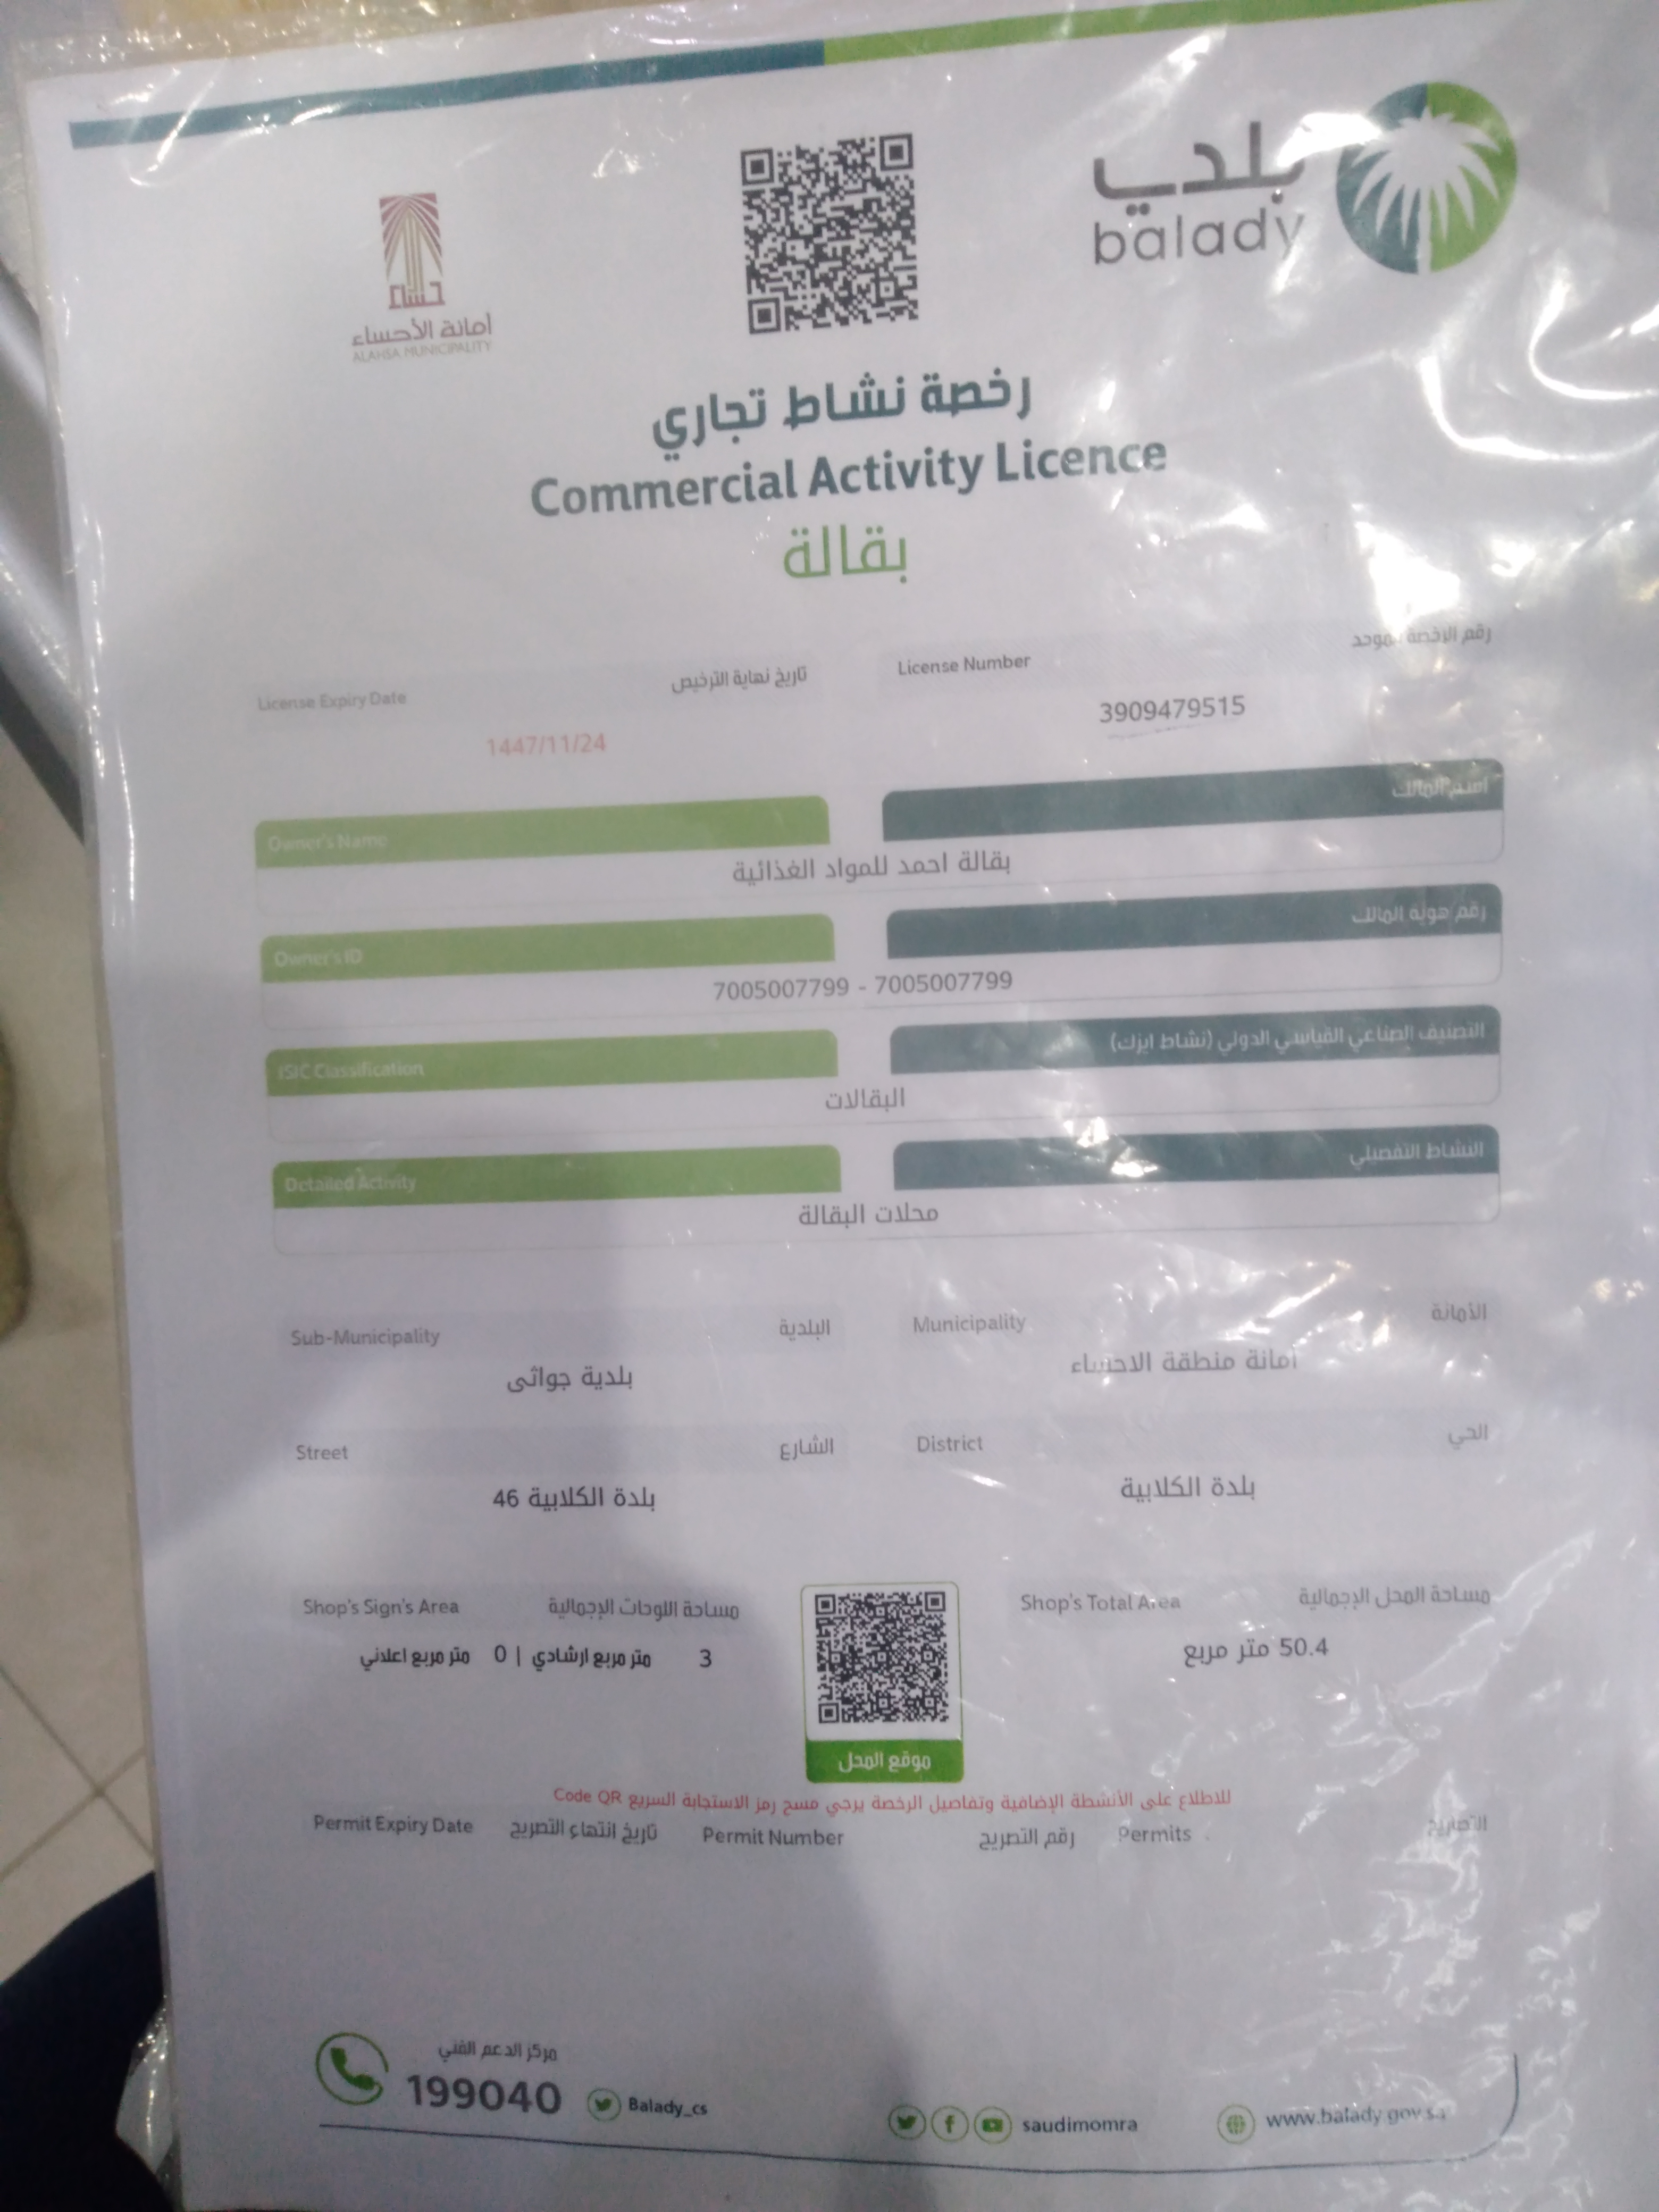 بلدي
balady
أمانة الأحساء
ALAHSA MUNICIPALITY
رخصة نشاط تجاري
Commercial Activity Licence
بقالة
رقم الرخصة الموحد
License Number
3909479515
تاريخ نهاية الترخيص
License Expiry Date
1447/11/24
اسم المالك
Owner's Name
بقالة احمد للمواد الغذائية
رقم هوية المالك
Owner's ID
7005007799 - 7005007799
التصنيف الصناعي القياسي الدولي (نشاط ايزك)
ISIC Classification
البقالات
النشاط التفصيلي
Detailed Activity
محلات البقالة
الأمانة
Municipality
أمانة منطقة الاحساء
البلدية
Sub-Municipality
بلدية جواثى
الحي
District
بلدة الكلابية
الشارع
Street
بلدة الكلابية 46
مساحة المحل الإجمالية
Shop's Total Area
50.4 متر مربع
مساحة اللوحات الإجمالية
Shop's Sign's Area
3 متر مربع ارشادي | 0 متر مربع اعلاني
موقع المحل
للاطلاع على الأنشطة الإضافية وتفاصيل الرخصة يرجي مسح رمز الاستجابة السريع Code QR
التصاريح
Permits
رقم التصريح
Permit Number
تاريخ انتهاء التصريح
Permit Expiry Date
مركز الدعم الفني
199040
Balady_cs
saudimomra
www.balady.gov.sa